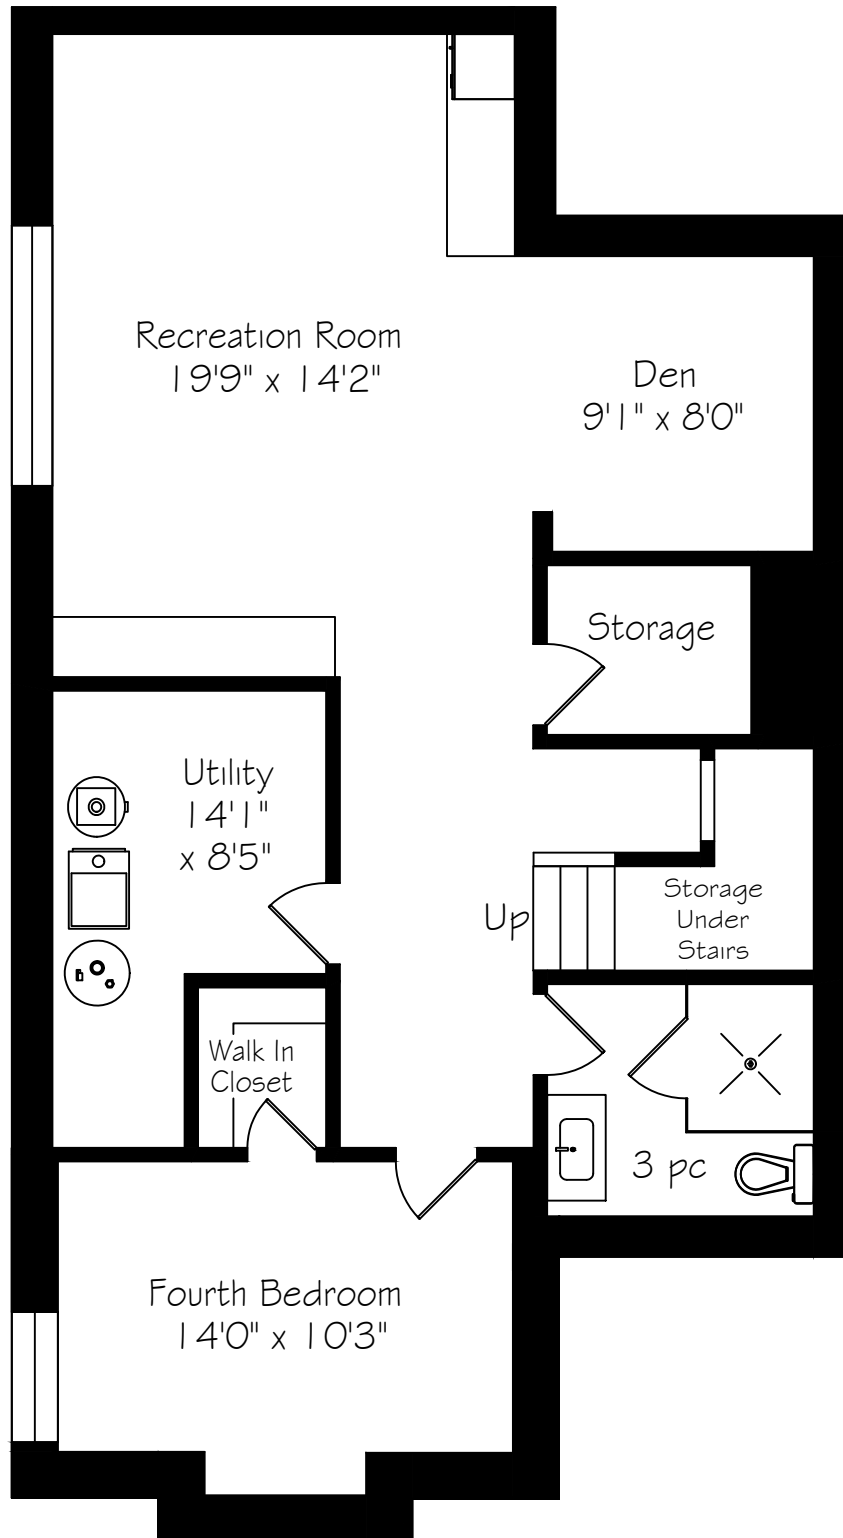 Recreation Room
19'9" x 14'2"
Den
9'1" x 8'0"
Storage
Utility
14'1"
x 8'5"
Up
Storage
Under
Stairs
Walk In
Closet
3 pc
Fourth Bedroom
14'0" x 10'3"